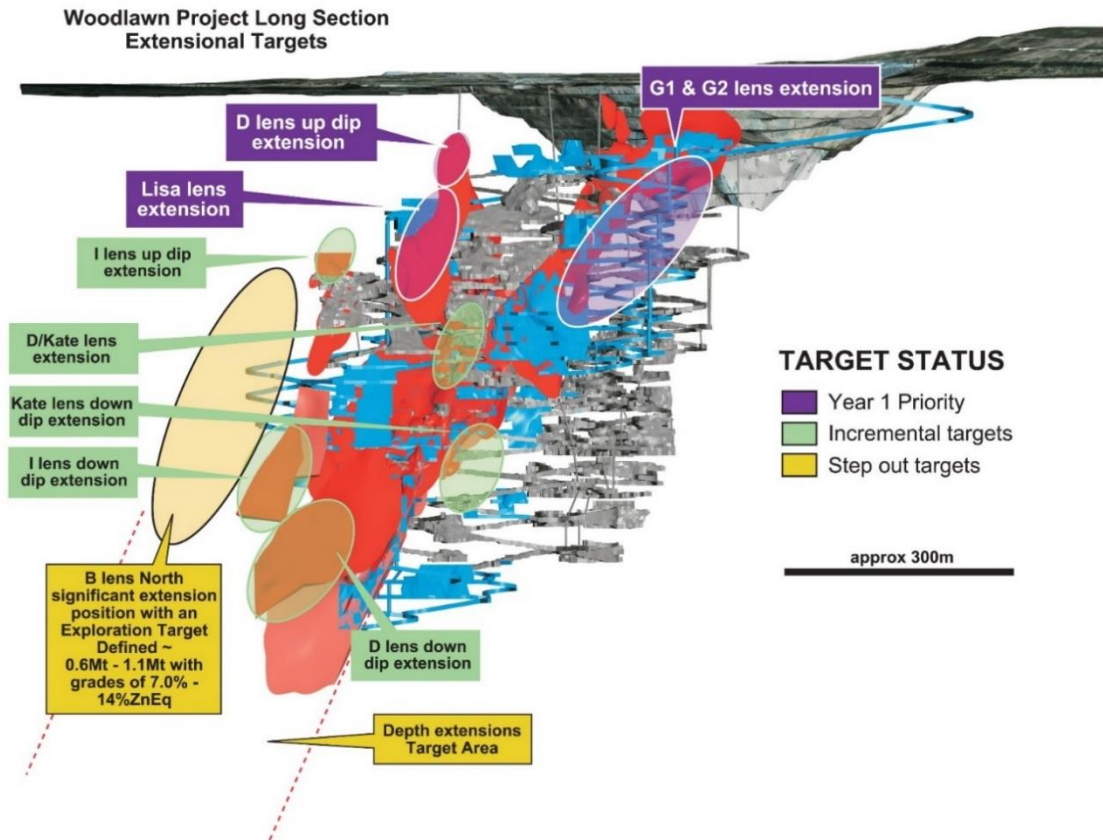 Woodlawn Project Long Section
Extensional Targets
G1 & G2 lens extension
D lens up dip
extension
Lisa lens
extension
I lens up dip
extension
D/Kate lens
extension
Kate lens down
dip extension
I lens down
dip extension
TARGET STATUS
Year 1 Priority
Incremental targets
Step out targets
approx 300m
B lens North
significant extension
position with an
Exploration Target
Defined ~
0.6Mt - 1.1Mt with
grades of 7.0% -
14%ZnEq
D lens down
dip extension
Depth extensions
Target Area